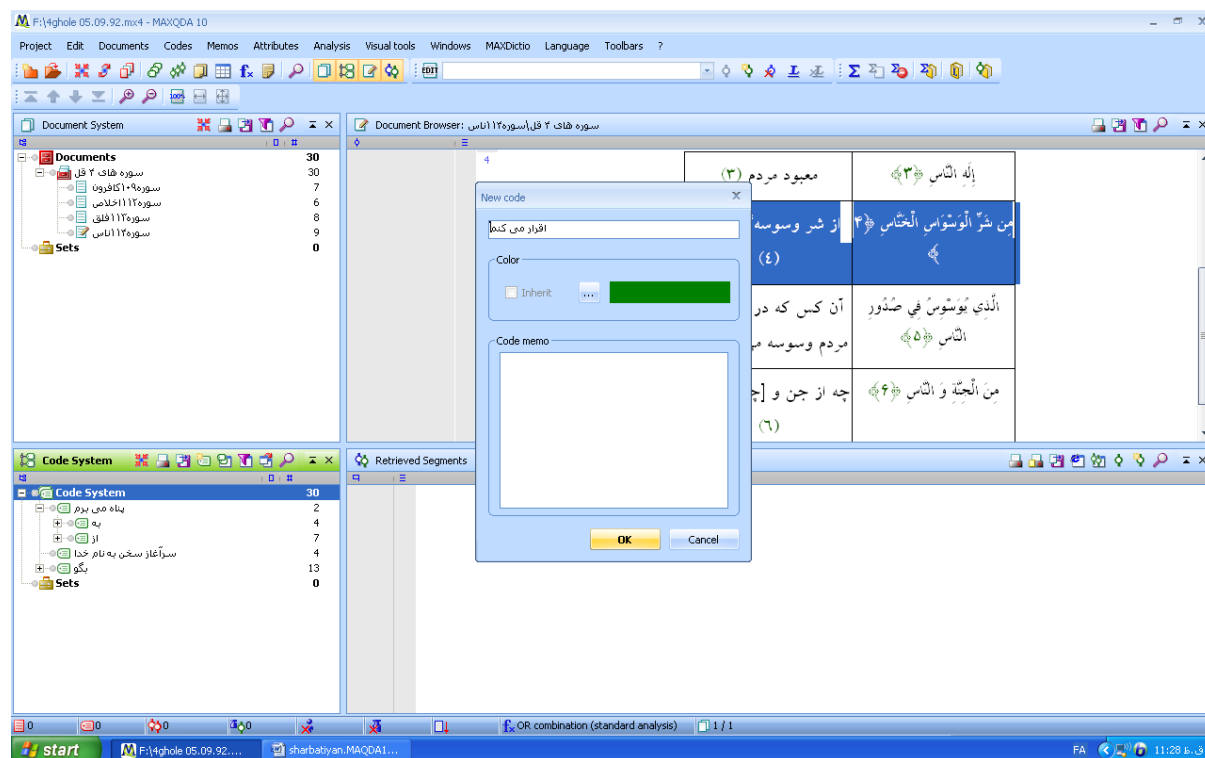 F:\4ghole 05.09.92.mx4 - MAXQDA 10
Project Edit Documents Codes Memos Attributes Analysis Visual tools Windows MAXDictio Language Toolbars ?
EDIT
100%
Document System
Documents 30
سوره های ۴ قل 30
سوره۱۰۹کافرون 7
سوره۱۱۲اخلاص 6
سوره۱۱۳فلق 8
سوره۱۱۴ناس 9
Sets 0
Document Browser: سوره های ۴ قل\سوره۱۱۴ناس
4
إِلَهِ النَّاسِ ﴿۳﴾
معبود مردم (۳)
مِن شَرِّ الْوَسْوَاسِ الْخَنَّاسِ ﴿۴﴾
از شر وسوسه
(٤)
الَّذِي يُوَسْوِسُ فِي صُدُورِ
النَّاسِ ﴿۵﴾
آن کس که در
مردم وسوسه
مِنَ الْجِنَّةِ وَ النَّاسِ ﴿۶﴾
چه از جن و [چ
(٦)
New code
اقرار می کنم
Color
Inherit
...
Code memo
OK Cancel
Code System
Code System 30
پناه می برم 2
به 4
از 7
سرآغاز سخن به نام خدا 4
بگو 13
Sets 0
Retrieved Segments
0 0 0 0 OR combination (standard analysis) 1 / 1
start F:\4ghole 05.09.92.... sharbatiyan.MAQDA1... FA 11:28 ق.ظ